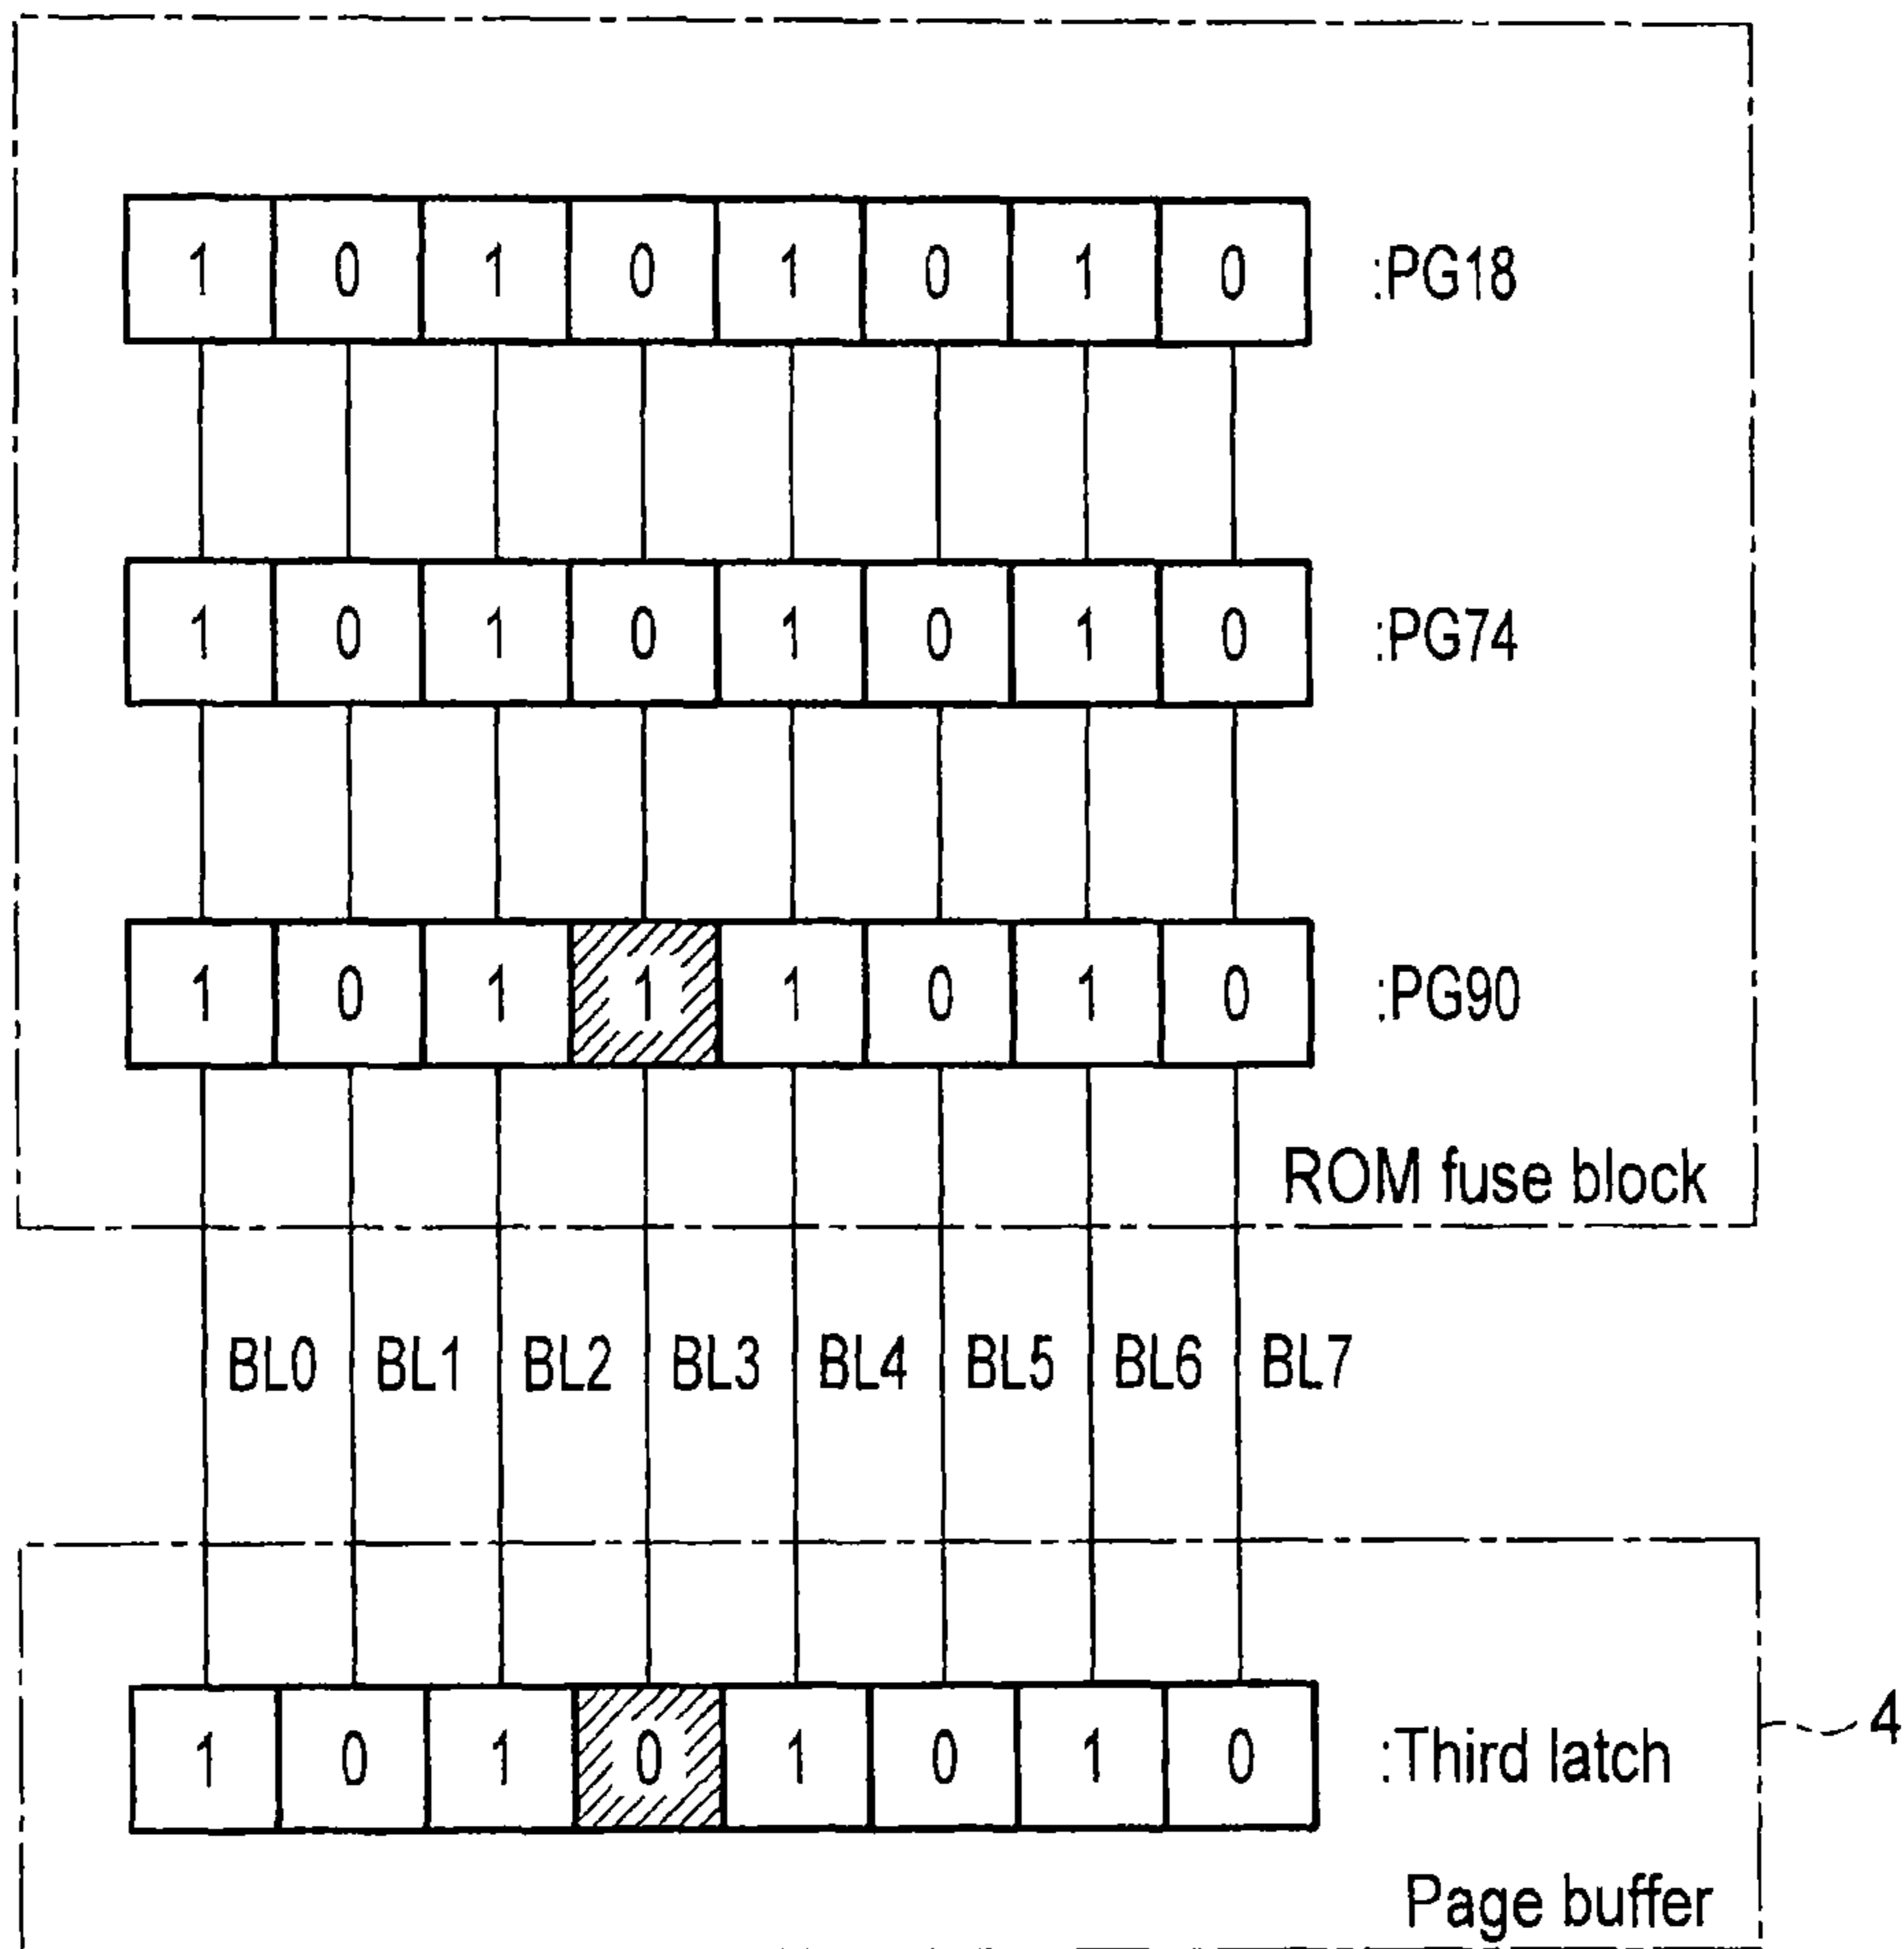 1 0 1 0 1 0 1 0 :PG18
1 0 1 0 1 0 1 0 :PG74
1 0 1 1 1 0 1 0 :PG90
ROM fuse block
BL0 BL1 BL2 BL3 BL4 BL5 BL6 BL7
1 0 1 0 1 0 1 0 :Third latch
4
Page buffer